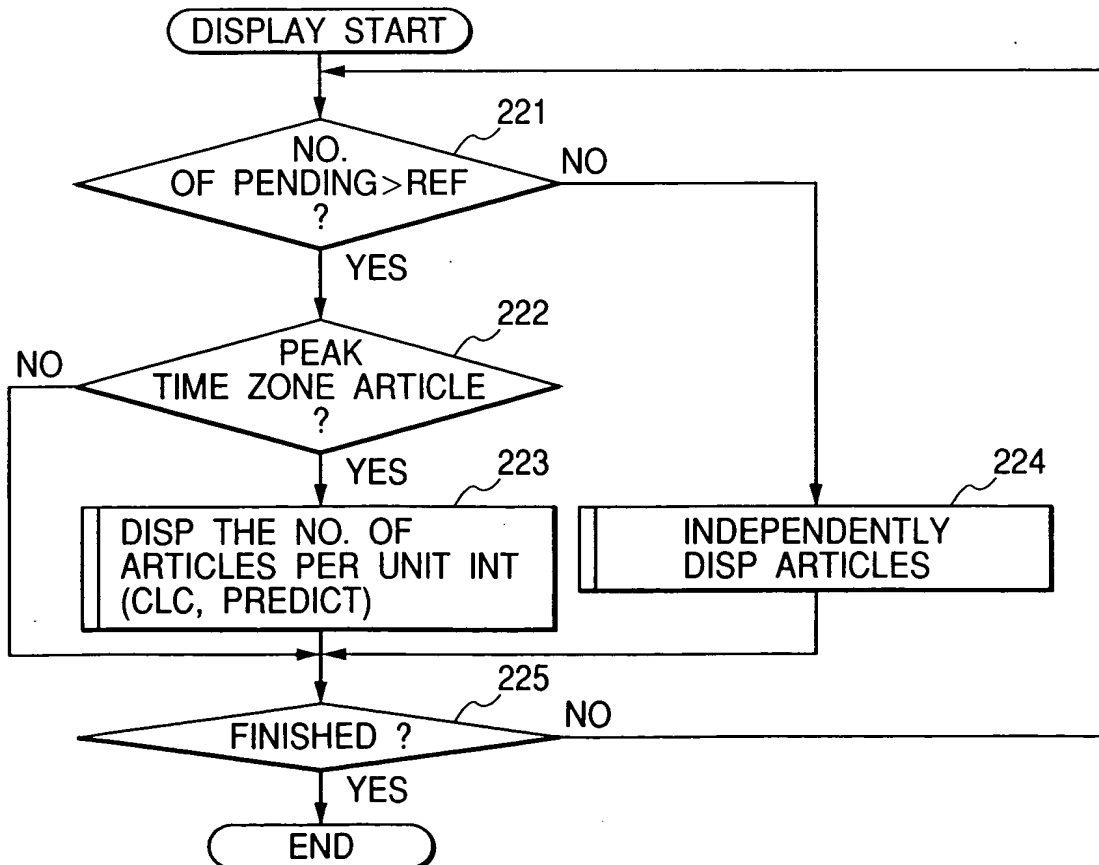 DISPLAY START
221
NO.
OF PENDING>REF
?
NO
YES
222
NO
PEAK
TIME ZONE ARTICLE
?
YES
223
224
DISP THE NO. OF
ARTICLES PER UNIT INT
(CLC, PREDICT)
INDEPENDENTLY
DISP ARTICLES
225
FINISHED ?
NO
YES
END